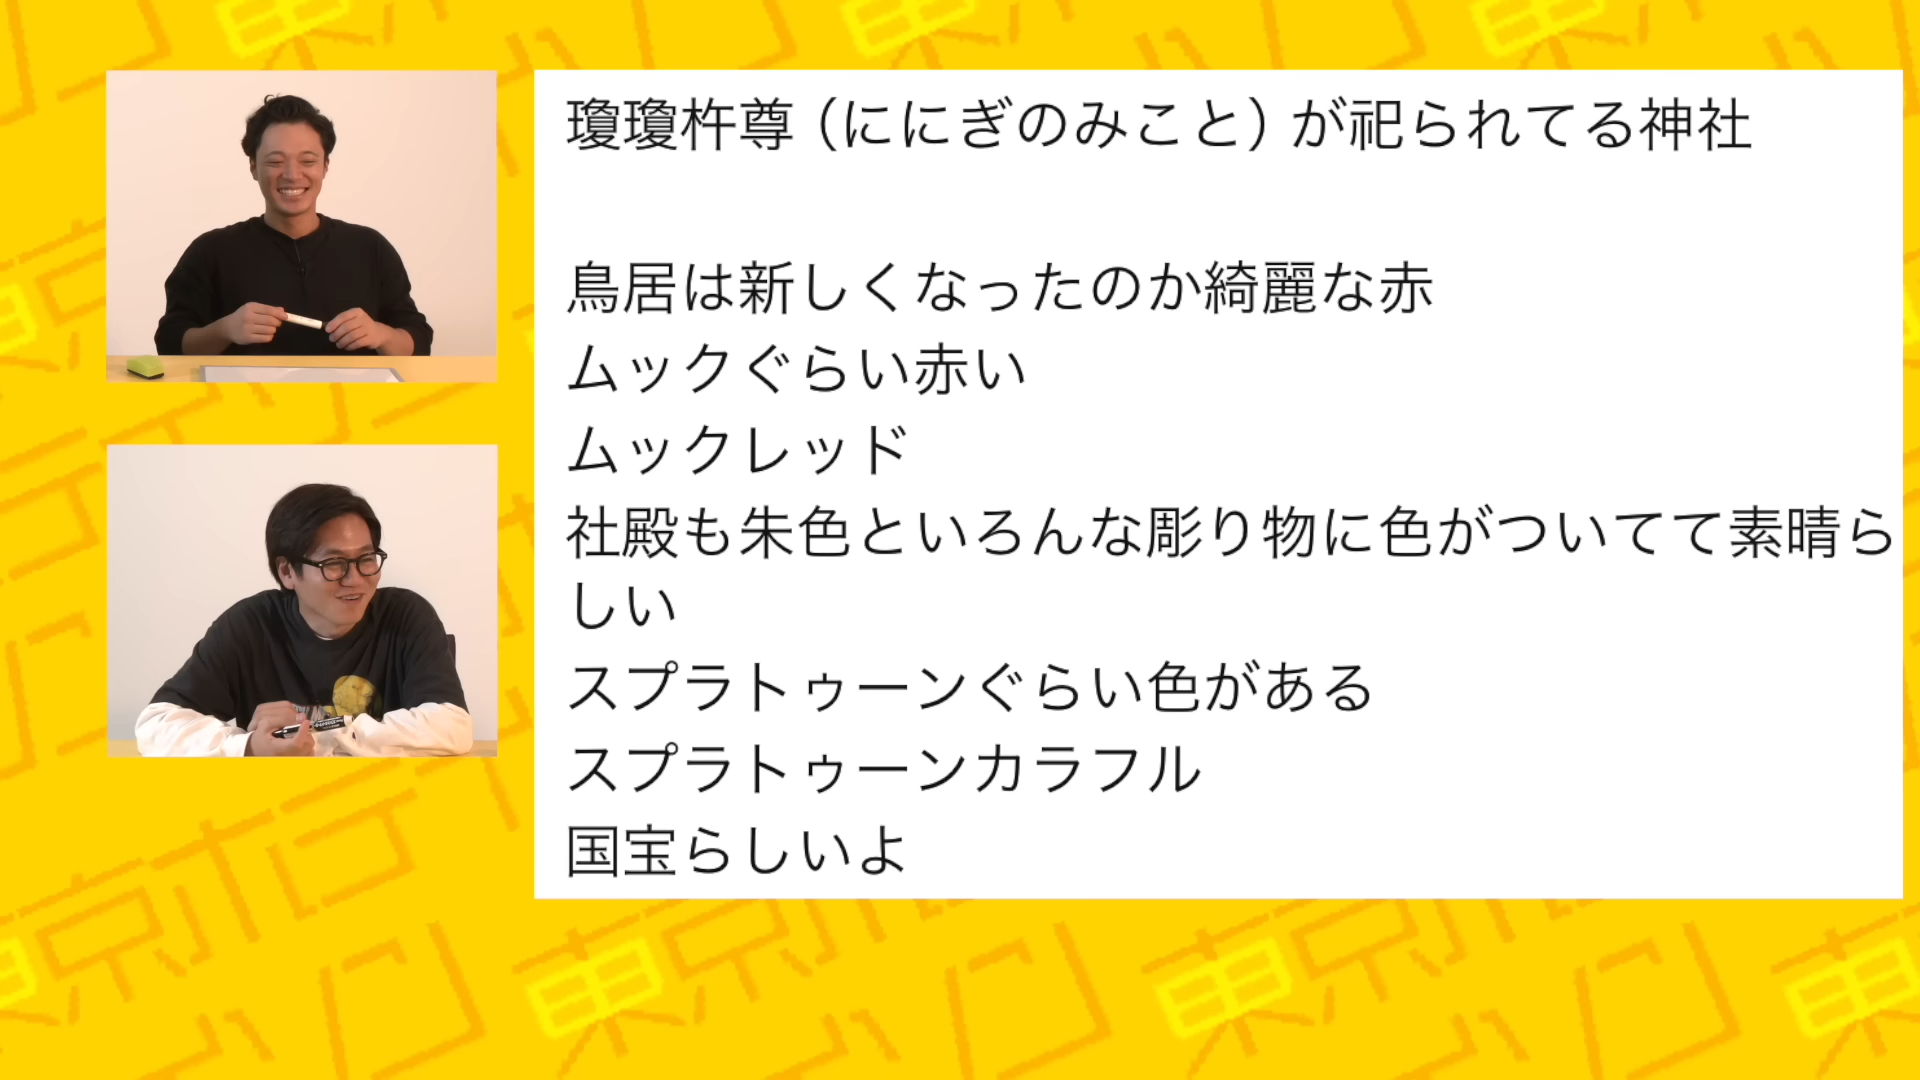 瓊瓊杵尊（ににぎのみこと）が祀られてる神社
鳥居は新しくなったのか綺麗な赤
ムックぐらい赤い
ムックレッド
社殿も朱色といろんな彫り物に色がついてて素晴ら
しい
スプラトゥーンぐらい色がある
スプラトゥーンカラフル
国宝らしいよ